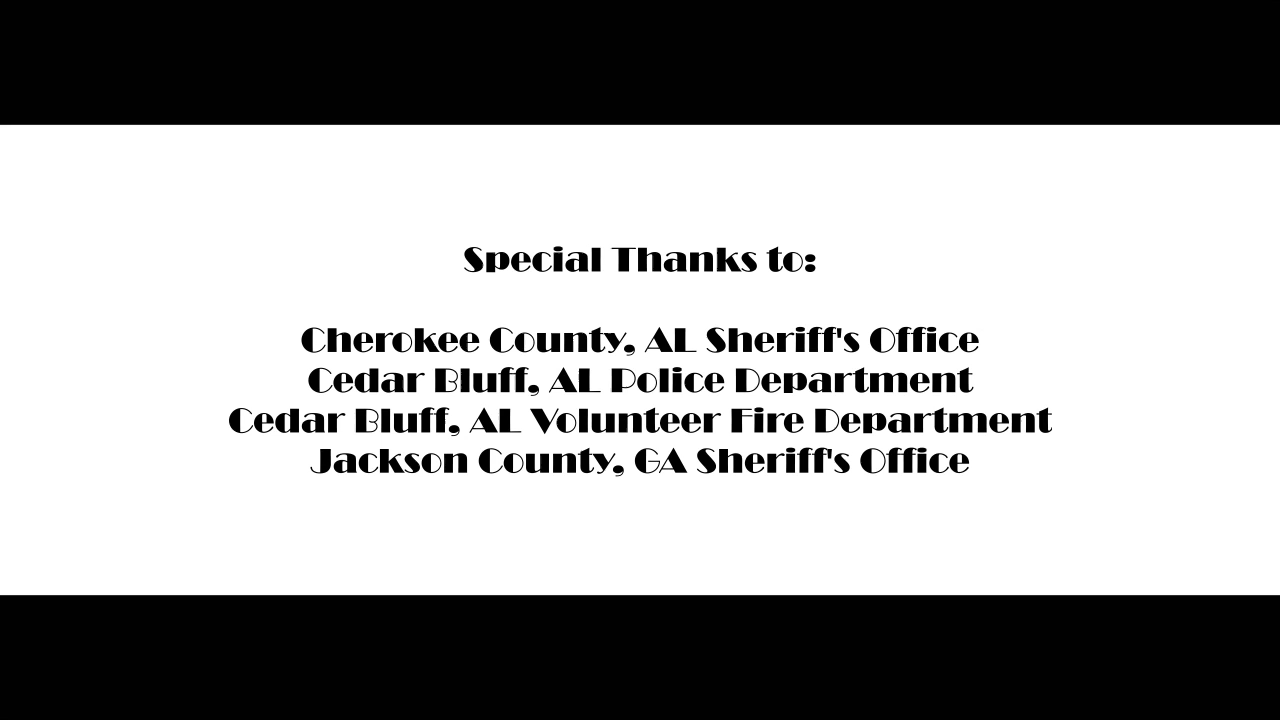 Special Thanks to:
Cherokee County, AL Sheriff's Office
Cedar Bluff, AL Police Department
Cedar Bluff, AL Volunteer Fire Department
Jackson County, GA Sheriff's Office